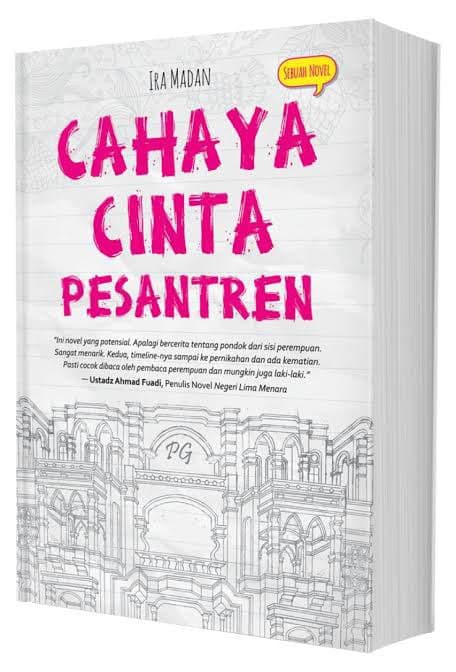 Ira Madan
Sebuah Novel
CAHAYA
CINTA
PESANTREN
"Ini novel yang potensial. Apalagi bercerita tentang pondok dari sisi perempuan.
Sangat menarik. Kedua, timeline-nya sampai ke pernikahan dan ada kematian.
Pasti cocok dibaca oleh pembaca perempuan dan mungkin juga laki-laki."
— Ustadz Ahmad Fuadi, Penulis Novel Negeri Lima Menara
PG